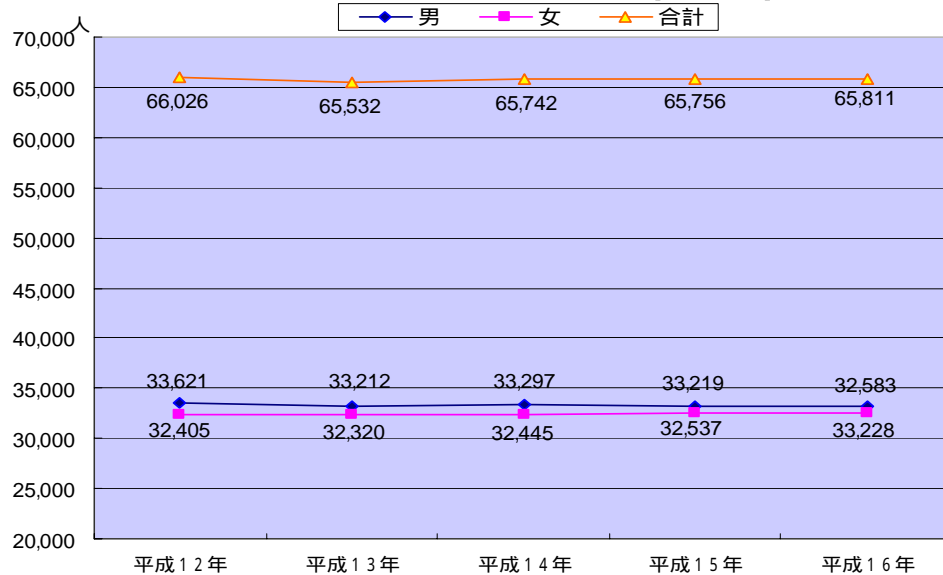 人
男 女 合計
70,000
65,000
60,000
55,000
50,000
45,000
40,000
35,000
30,000
25,000
20,000
66,026 65,532 65,742 65,756 65,811
33,621 33,212 33,297 33,219 32,583
32,405 32,320 32,445 32,537 33,228
平成12年 平成13年 平成14年 平成15年 平成16年